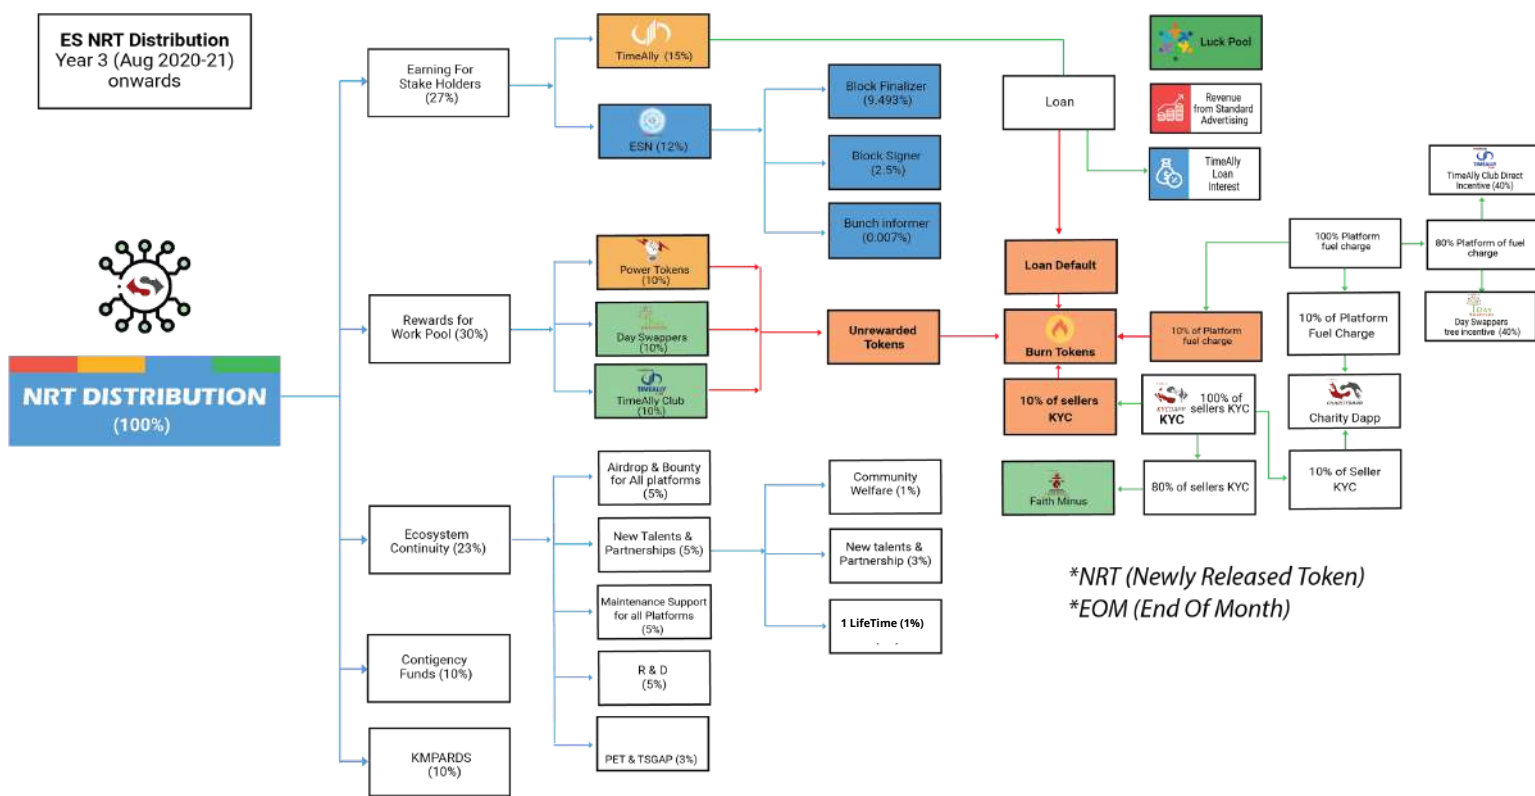 ES NRT Distribution
Year 3 (Aug 2020-21)
onwards
NRT DISTRIBUTION
(100%)
Earning For
Stake Holders
(27%)
Rewards for
Work Pool (30%)
Ecosystem
Continuity (23%)
Contigency
Funds (10%)
KMPARDS
(10%)
TimeAlly (15%)
ESN (12%)
Power Tokens
(10%)
Day Swappers
(10%)
TIMEALLY
TimeAlly Club
(10%)
Airdrop & Bounty
for All platforms
(5%)
New Talents &
Partnerships (5%)
Maintenance Support
for all Platforms
(5%)
R & D
(5%)
PET & TSGAP (3%)
Block Finalizer
(9.493%)
Block Signer
(2.5%)
Bunch informer
(0.007%)
Unrewarded
Tokens
Community
Welfare (1%)
New talents &
Partnership (3%)
1 LifeTime (1%)
Loan
Loan Default
Burn Tokens
10% of sellers
KYC
Faith Minus
Luck Pool
Revenue
from Standard
Advertising
TimeAlly
Loan
Interest
10% of Platform
fuel charge
KYCDAPP
KYC
100% of
sellers KYC
80% of sellers KYC
100% Platform
fuel charge
10% of Platform
Fuel Charge
Charity Dapp
10% of Seller
KYC
TIMEALLY
TimeAlly Club Direct
Incentive (40%)
80% Platform of fuel
charge
Day Swappers
tree incentive (40%)
*NRT (Newly Released Token)
*EOM (End Of Month)